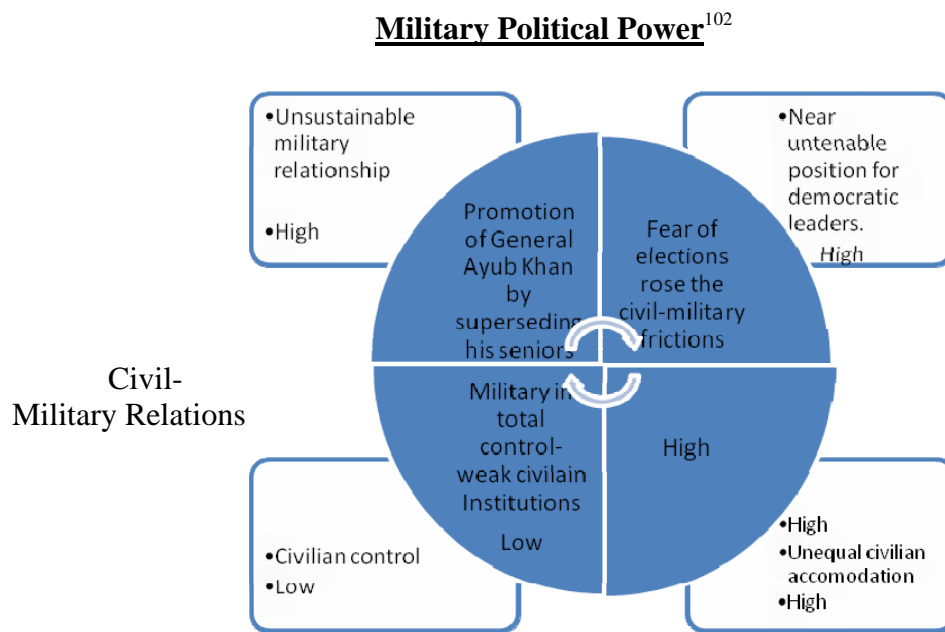 Military Political Power102
•Unsustainable
military
relationship
•High
•Near
untenable
position for
democratic
leaders.
High
Promotion
of General
Ayub Khan
by
superseding
his seniors
Fear of
elections
rose the
civil-military
frictions
Civil-
Military Relations
Military in
total
control-
weak civilain
Institutions
Low
High
•Civilian control
•Low
•High
•Unequal civilian
accomodation
•High